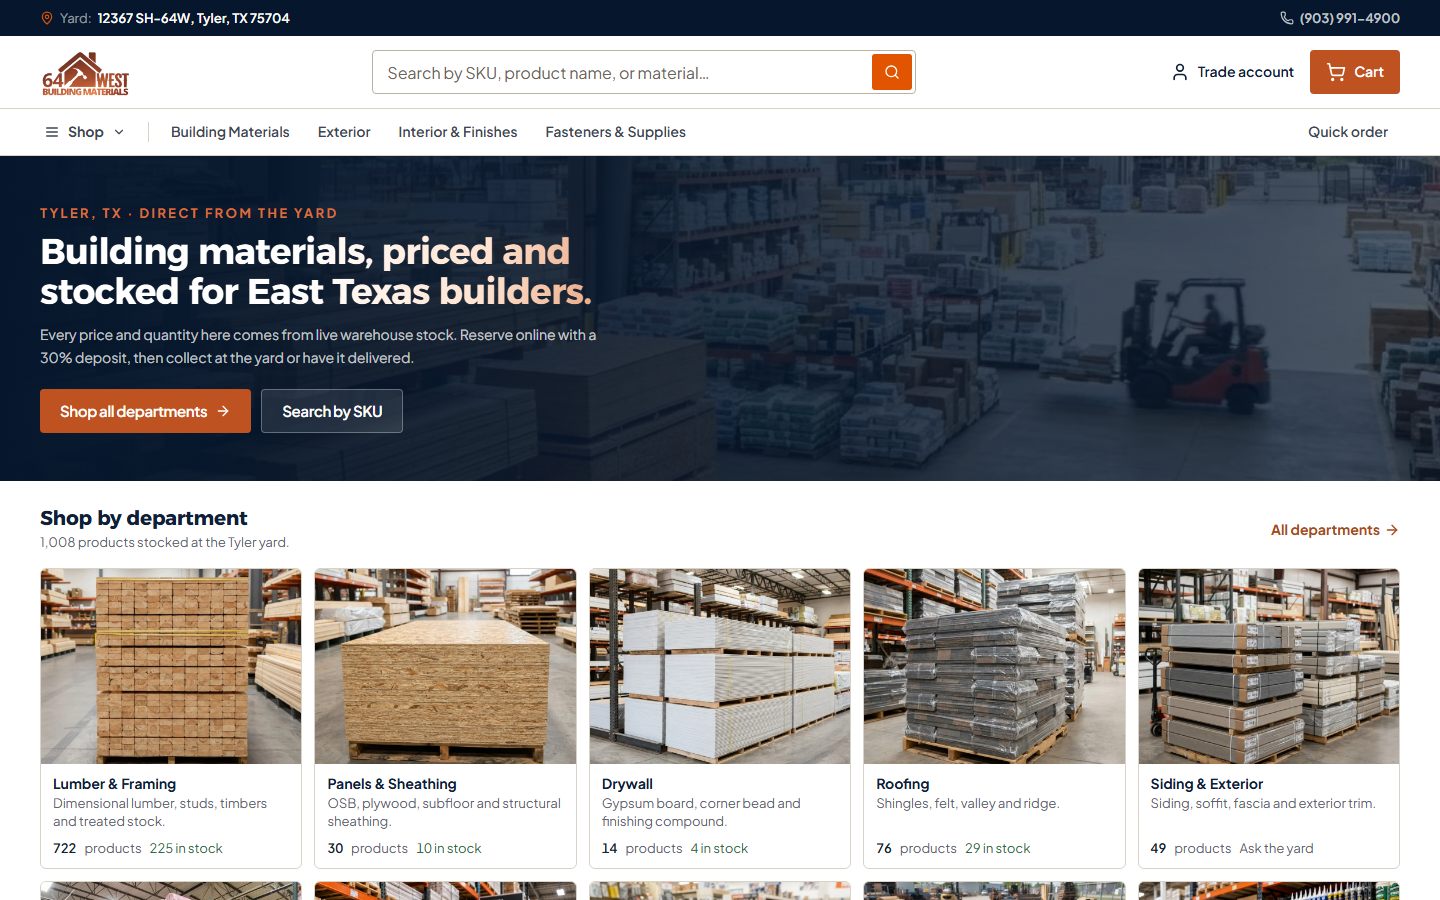 Yard: 12367 SH-64W, Tyler, TX 75704
(903) 991-4900
64 WEST
BUILDING MATERIALS
Search by SKU, product name, or material...
Trade account
Cart
Shop
Building Materials
Exterior
Interior & Finishes
Fasteners & Supplies
Quick order
TYLER, TX · DIRECT FROM THE YARD
Building materials, priced and
stocked for East Texas builders.
Every price and quantity here comes from live warehouse stock. Reserve online with a
30% deposit, then collect at the yard or have it delivered.
Shop all departments →
Search by SKU
Shop by department
1,008 products stocked at the Tyler yard.
All departments →
Lumber & Framing
Dimensional lumber, studs, timbers
and treated stock.
722 products 225 in stock
Panels & Sheathing
OSB, plywood, subfloor and structural
sheathing.
30 products 10 in stock
Drywall
Gypsum board, corner bead and
finishing compound.
14 products 4 in stock
Roofing
Shingles, felt, valley and ridge.
76 products 29 in stock
Siding & Exterior
Siding, soffit, fascia and exterior trim.
49 products Ask the yard